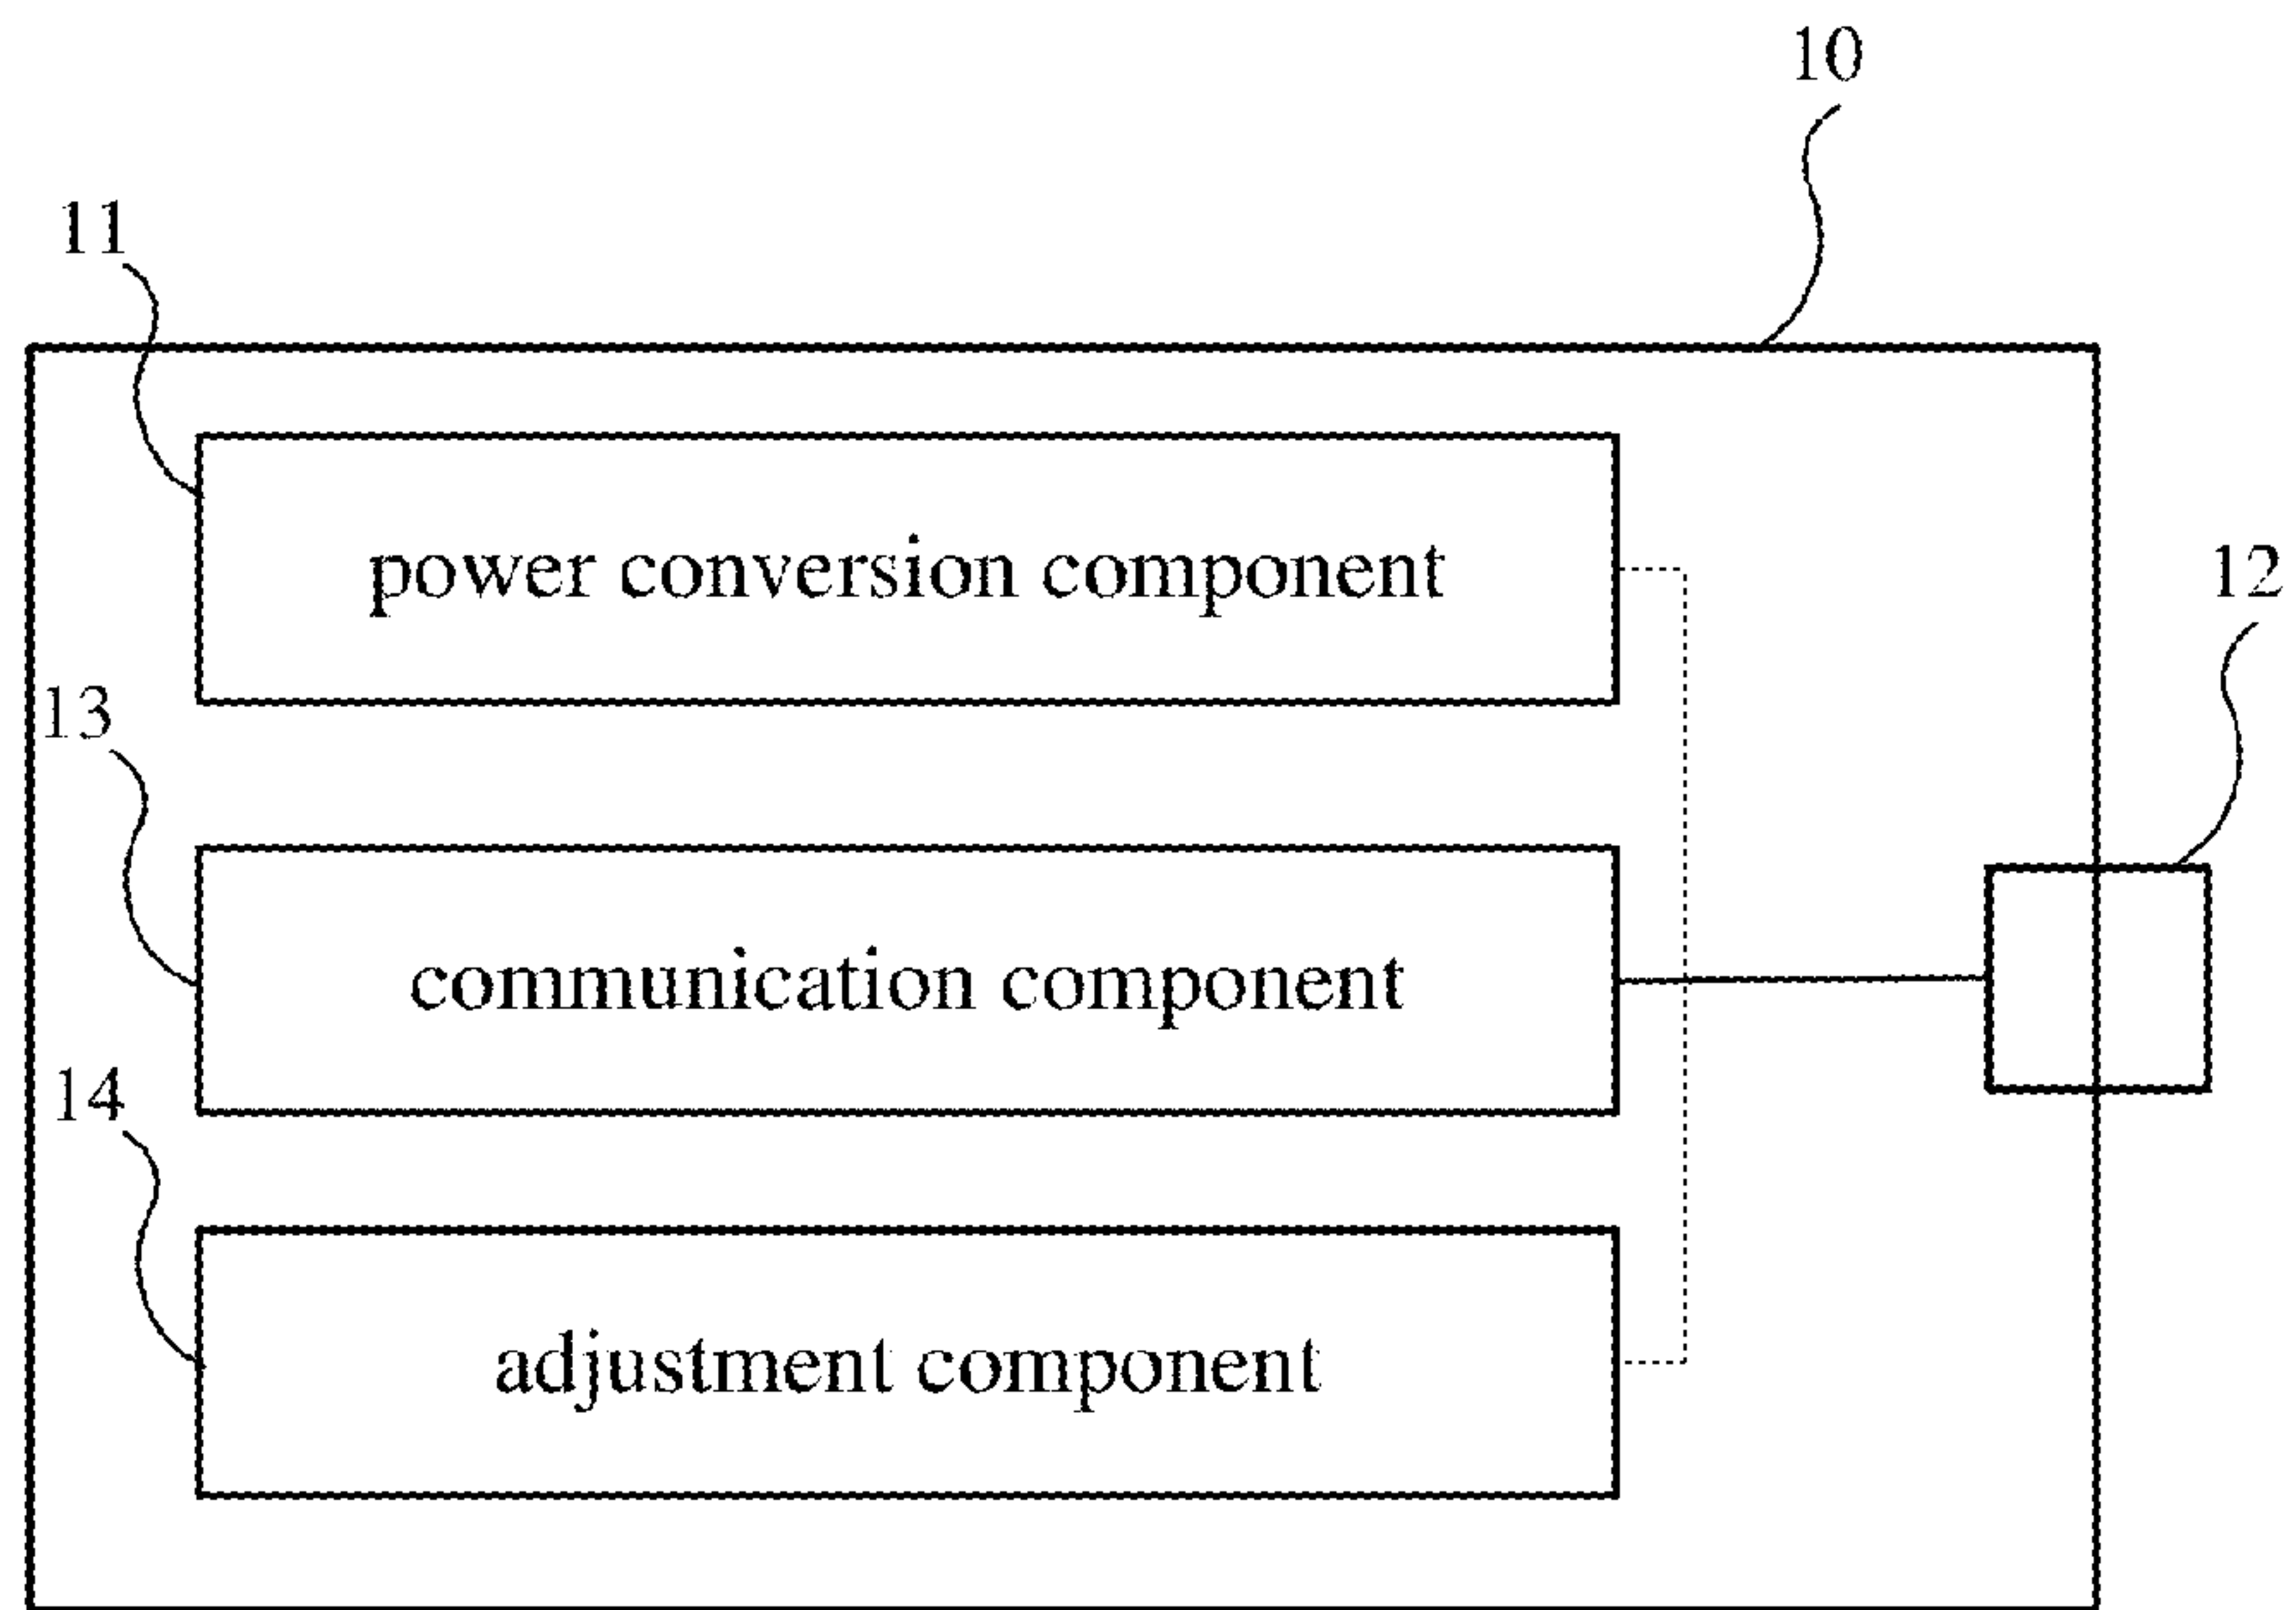 10
11
power conversion component
12
13
communication component
14
adjustment component